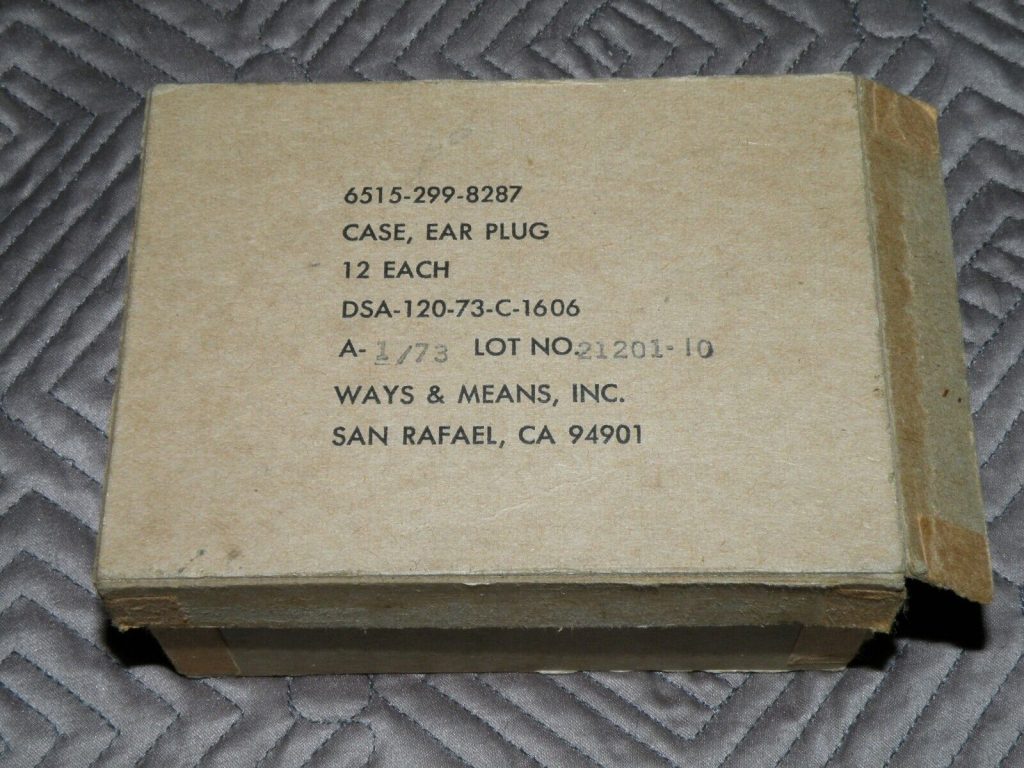 6515-299-8287
CASE, EAR PLUG
12 EACH
DSA-120-73-C-1606
A-1/73 LOT NO.21201-10
WAYS & MEANS, INC.
SAN RAFAEL, CA 94901